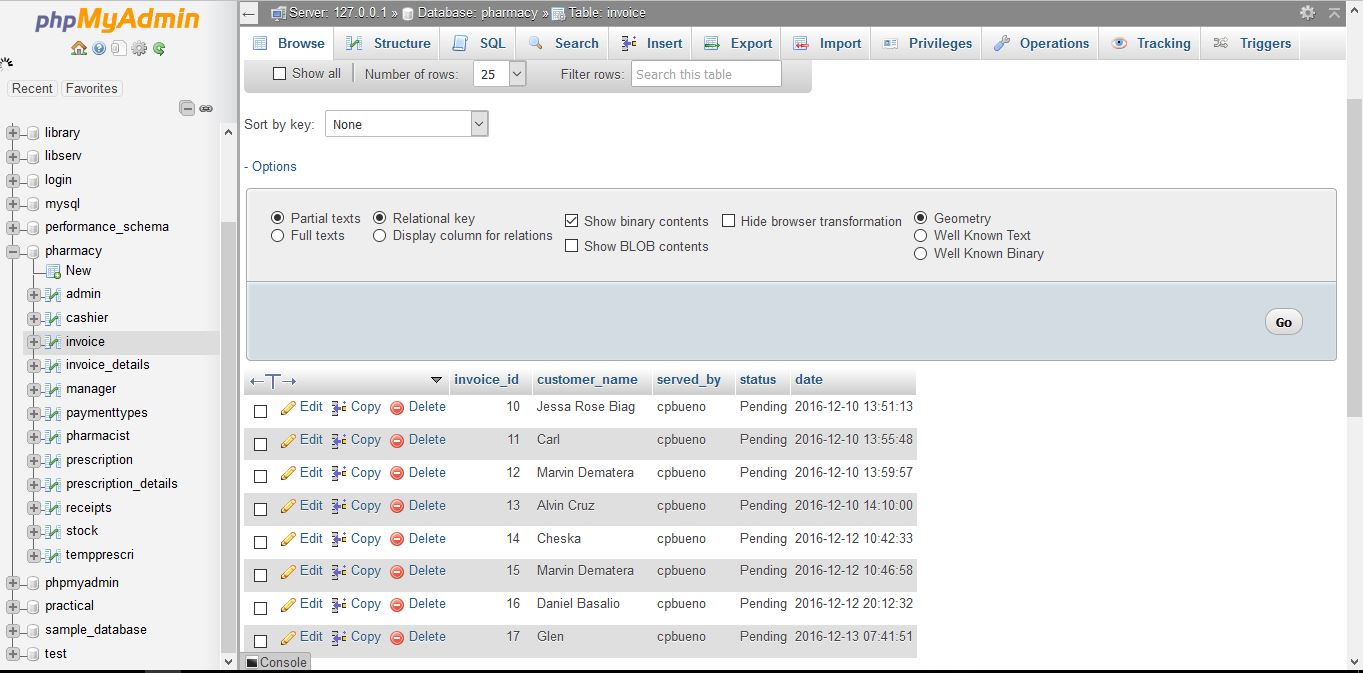 phpMyAdmin
Recent Favorites
library
libserv
login
mysql
performance_schema
pharmacy
New
admin
cashier
invoice
invoice_details
manager
paymenttypes
pharmacist
prescription
prescription_details
receipts
stock
tempprescri
phpmyadmin
practical
sample_database
test
Server: 127.0.0.1 » Database: pharmacy » Table: invoice
Browse Structure SQL Search Insert Export Import Privileges Operations Tracking Triggers
Show all Number of rows: 25 Filter rows: Search this table
Sort by key: None
- Options
Partial texts Relational key Show binary contents Hide browser transformation Geometry
Full texts Display column for relations Show BLOB contents Well Known Text
Well Known Binary
Go
invoice_id customer_name served_by status date
Edit Copy Delete 10 Jessa Rose Biag cpbueno Pending 2016-12-10 13:51:13
Edit Copy Delete 11 Carl cpbueno Pending 2016-12-10 13:55:48
Edit Copy Delete 12 Marvin Dematera cpbueno Pending 2016-12-10 13:59:57
Edit Copy Delete 13 Alvin Cruz cpbueno Pending 2016-12-10 14:10:00
Edit Copy Delete 14 Cheska cpbueno Pending 2016-12-12 10:42:33
Edit Copy Delete 15 Marvin Dematera cpbueno Pending 2016-12-12 10:46:58
Edit Copy Delete 16 Daniel Basalio cpbueno Pending 2016-12-12 20:12:32
Edit Copy Delete 17 Glen cpbueno Pending 2016-12-13 07:41:51
Console